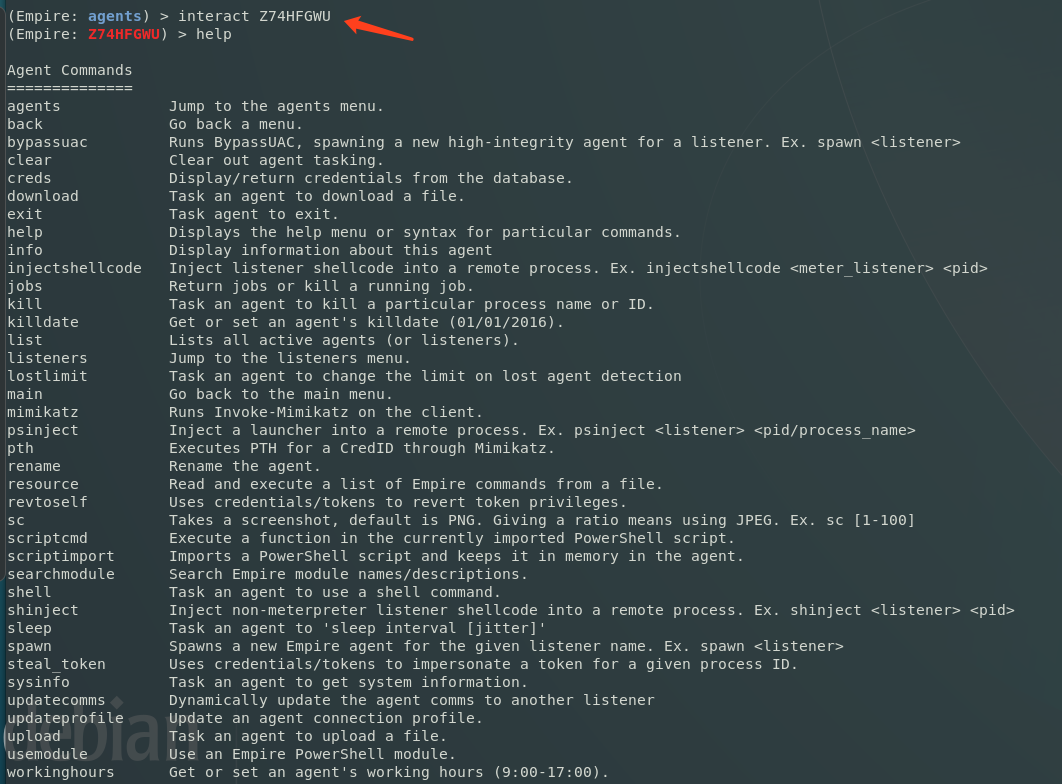 (Empire: agents) > interact Z74HFGWU
(Empire: Z74HFGWU) > help
Agent Commands
==============
agents            Jump to the agents menu.
back              Go back a menu.
bypassuac         Runs BypassUAC, spawning a new high-integrity agent for a listener. Ex. spawn <listener>
clear             Clear out agent tasking.
creds             Display/return credentials from the database.
download          Task an agent to download a file.
exit              Task agent to exit.
help              Displays the help menu or syntax for particular commands.
info              Display information about this agent
injectshellcode   Inject listener shellcode into a remote process. Ex. injectshellcode <meter_listener> <pid>
jobs              Return jobs or kill a running job.
kill              Task an agent to kill a particular process name or ID.
killdate          Get or set an agent's killdate (01/01/2016).
list              Lists all active agents (or listeners).
listeners         Jump to the listeners menu.
lostlimit         Task an agent to change the limit on lost agent detection
main              Go back to the main menu.
mimikatz          Runs Invoke-Mimikatz on the client.
psinject          Inject a launcher into a remote process. Ex. psinject <listener> <pid/process_name>
pth               Executes PTH for a CredID through Mimikatz.
rename            Rename the agent.
resource          Read and execute a list of Empire commands from a file.
revtoself         Uses credentials/tokens to revert token privileges.
sc                Takes a screenshot, default is PNG. Giving a ratio means using JPEG. Ex. sc [1-100]
scriptcmd         Execute a function in the currently imported PowerShell script.
scriptimport      Imports a PowerShell script and keeps it in memory in the agent.
searchmodule      Search Empire module names/descriptions.
shell             Task an agent to use a shell command.
shinject          Inject non-meterpreter listener shellcode into a remote process. Ex. shinject <listener> <pid>
sleep             Task an agent to 'sleep interval [jitter]'
spawn             Spawns a new Empire agent for the given listener name. Ex. spawn <listener>
steal_token       Uses credentials/tokens to impersonate a token for a given process ID.
sysinfo           Task an agent to get system information.
updatecomms       Dynamically update the agent comms to another listener
updateprofile     Update an agent connection profile.
upload            Task an agent to upload a file.
usemodule         Use an Empire PowerShell module.
workinghours      Get or set an agent's working hours (9:00-17:00).
debian